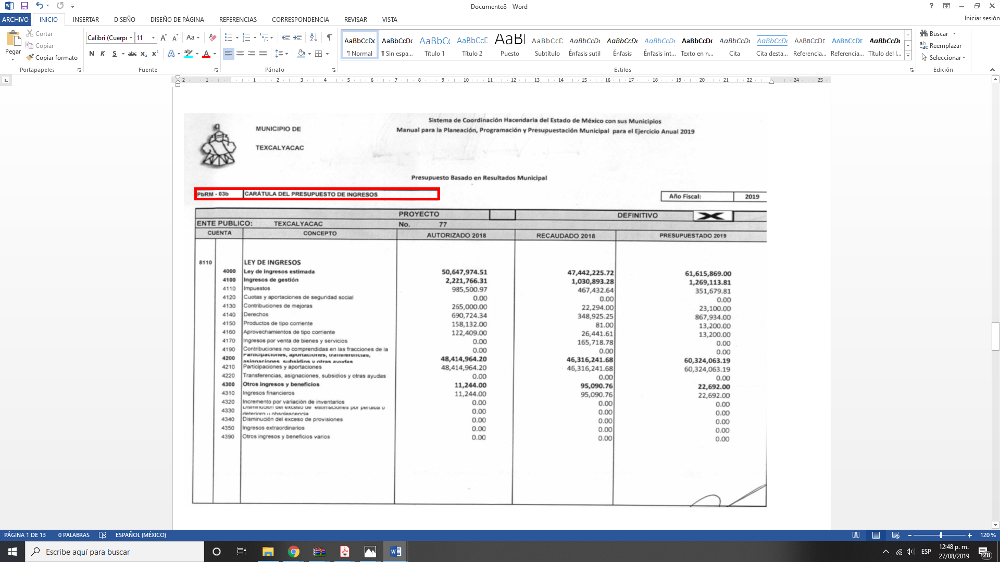 Documento3 - Word
ARCHIVO INICIO INSERTAR DISEÑO DISEÑO DE PÁGINA REFERENCIAS CORRESPONDENCIA REVISAR VISTA Iniciar sesión
Pegar Cortar
Copiar
Copiar formato
Calibri (Cuerpo 11
N K S abc x₂ x²
AaBbCcDc AaBbCcDc AaBbCc AaBbCcD AaBl AaBbCcD AaBbCcDc AaBbCcDc AaBbCcDc AaBbCcDc AaBbCcDc AaBbCcDc AABBCCDD AABBCCDD AaBbCcDc
¶ Normal ¶ Sin espa... Título 1 Título 2 Puesto Subtítulo Énfasis sutil Énfasis Énfasis int... Texto en n... Cita Cita desta... Referencia... Referencia... Título del l...
Buscar
Reemplazar
Seleccionar
Portapapeles Fuente Párrafo Estilos Edición
2 1 1 2 3 4 5 6 7 8 9 10 11 12 13 14 15 16 17 18 19 20 21 22 24 25
MUNICIPIO DE
TEXCALYACAC
Sistema de Coordinación Hacendaria del Estado de México con sus Municipios
Manual para la Planeación, Programación y Presupuestación Municipal para el Ejercicio Anual 2019
Presupuesto Basado en Resultados Municipal
PbRM - 03b CARÁTULA DEL PRESUPUESTO DE INGRESOS Año Fiscal: 2019
PROYECTO DEFINITIVO X
ENTE PUBLICO: TEXCALYACAC No. 77
CUENTA CONCEPTO AUTORIZADO 2018 RECAUDADO 2018 PRESUPUESTADO 2019
8110 LEY DE INGRESOS
4000 Ley de ingresos estimada 50,647,974.51 47,442,225.72 61,615,869.00
4100 Ingresos de gestión 2,221,766.31 1,030,893.28 1,269,113.81
4110 Impuestos 985,500.97 467,432.64 351,679.81
4120 Cuotas y aportaciones de seguridad social 0.00 0.00 0.00
4130 Contribuciones de mejoras 265,000.00 22,294.00 23,100.00
4140 Derechos 690,724.34 348,925.25 867,934.00
4150 Productos de tipo corriente 158,132.00 81.00 13,200.00
4160 Aprovechamientos de tipo corriente 122,409.00 26,441.61 13,200.00
4170 Ingresos por venta de bienes y servicios 0.00 165,718.78 0.00
4190 Contribuciones no comprendidas en las fracciones de la 0.00 0.00 0.00
4200 Participaciones, aportaciones, transferencias, asignaciones, subsidios y otras ayudas 48,414,964.20 46,316,241.68 60,324,063.19
4210 Participaciones y aportaciones 48,414,964.20 46,316,241.68 60,324,063.19
4220 Transferencias, asignaciones, subsidios y otras ayudas 0.00 0.00 0.00
4300 Otros ingresos y beneficios 11,244.00 95,090.76 22,692.00
4310 Ingresos financieros 11,244.00 95,090.76 22,692.00
4320 Incremento por variación de inventarios 0.00 0.00 0.00
4330 Disminución del exceso de estimaciones por pérdida o deterioro u obsolescencia 0.00 0.00 0.00
4340 Disminución del exceso de provisiones 0.00 0.00 0.00
4350 Ingresos extraordinarios 0.00 0.00 0.00
4390 Otros ingresos y beneficios varios 0.00 0.00 0.00
PÁGINA 1 DE 13 0 PALABRAS ESPAÑOL (MÉXICO) 120 %
Escribe aquí para buscar
ESP
12:48 p. m.
27/08/2019
28